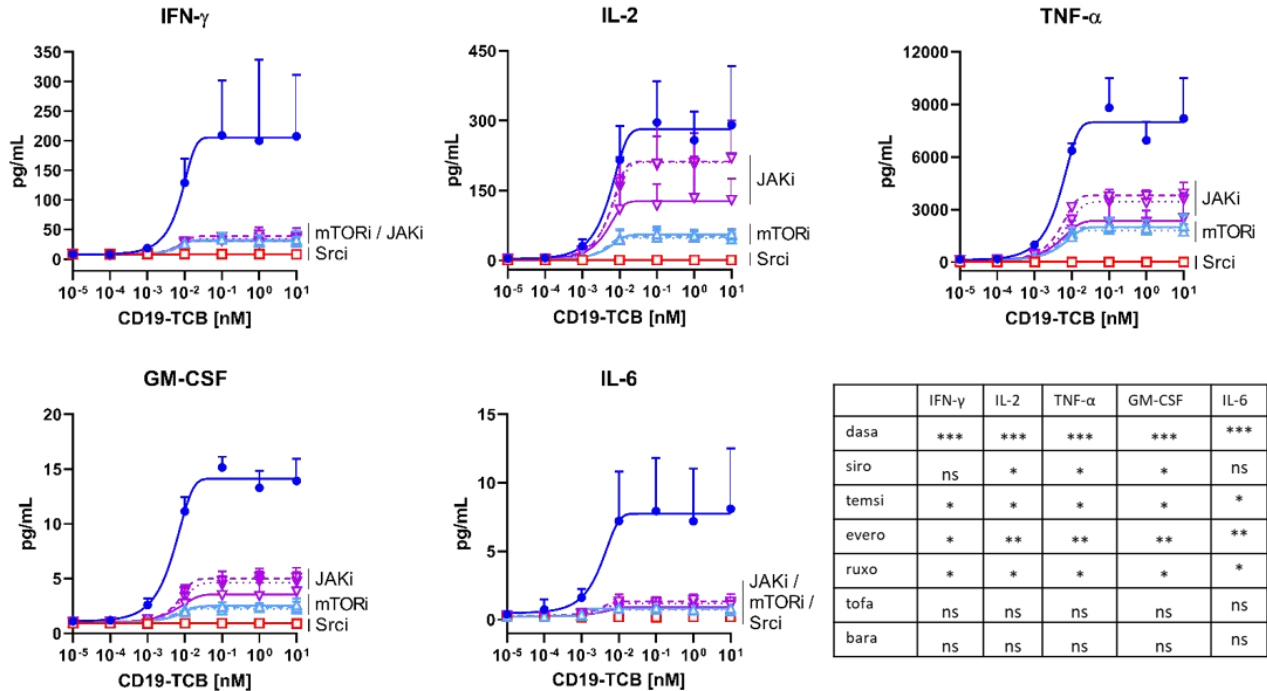 IFN-γ
pg/mL
350
300
250
200
150
100
50
0
mTORi / JAKi
Srci
10⁻⁵ 10⁻⁴ 10⁻³ 10⁻² 10⁻¹ 10⁰ 10¹
CD19-TCB [nM]
IL-2
pg/mL
450
300
150
0
JAKi
mTORi
Srci
10⁻⁵ 10⁻⁴ 10⁻³ 10⁻² 10⁻¹ 10⁰ 10¹
CD19-TCB [nM]
TNF-α
pg/mL
12000
9000
6000
3000
0
JAKi
mTORi
Srci
10⁻⁵ 10⁻⁴ 10⁻³ 10⁻² 10⁻¹ 10⁰ 10¹
CD19-TCB [nM]
GM-CSF
pg/mL
20
15
10
5
0
JAKi
mTORi
Srci
10⁻⁵ 10⁻⁴ 10⁻³ 10⁻² 10⁻¹ 10⁰ 10¹
CD19-TCB [nM]
IL-6
pg/mL
15
10
5
0
JAKi /
mTORi /
Srci
10⁻⁵ 10⁻⁴ 10⁻³ 10⁻² 10⁻¹ 10⁰ 10¹
CD19-TCB [nM]
IFN-γ IL-2 TNF-α GM-CSF IL-6
dasa *** *** *** *** ***
siro ns * * * ns
temsi * * * * *
evero * ** ** ** **
ruxo * * * * *
tofa ns ns ns ns ns
bara ns ns ns ns ns